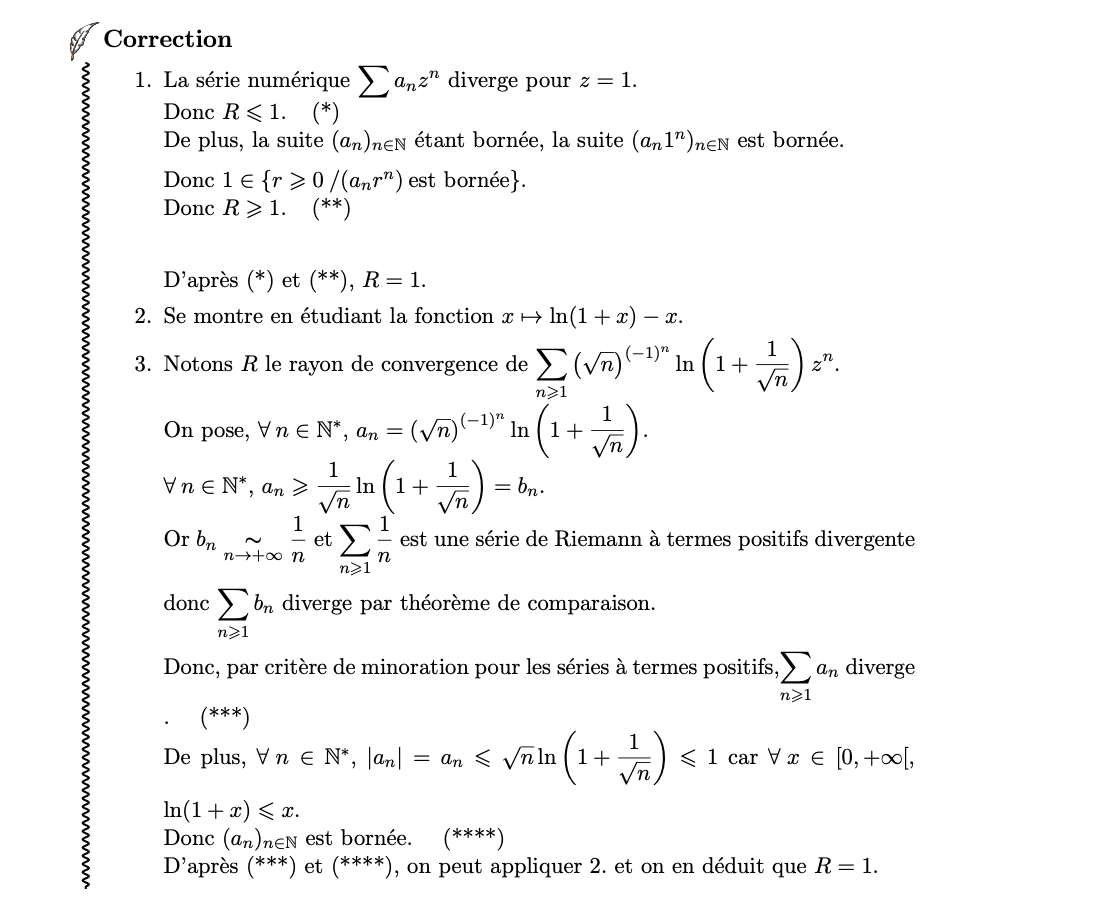 Correction
1. La série numérique $\sum a_n z^n$ diverge pour $z = 1$.
Donc $R \leqslant 1$. (*)
De plus, la suite $(a_n)_{n \in \mathbb{N}}$ étant bornée, la suite $(a_n 1^n)_{n \in \mathbb{N}}$ est bornée.
Donc $1 \in \{r \geqslant 0 \,/ (a_n r^n) \text{ est bornée}\}$.
Donc $R \geqslant 1$. (**)
D'après (*) et (**), $R = 1$.
2. Se montre en étudiant la fonction $x \mapsto \ln(1 + x) - x$.
3. Notons $R$ le rayon de convergence de $\sum_{n \geqslant 1} (\sqrt{n})^{(-1)^n} \ln\left(1 + \frac{1}{\sqrt{n}}\right) z^n$.
On pose, $\forall\, n \in \mathbb{N}^*$, $a_n = (\sqrt{n})^{(-1)^n} \ln\left(1 + \frac{1}{\sqrt{n}}\right)$.
$\forall\, n \in \mathbb{N}^*$, $a_n \geqslant \frac{1}{\sqrt{n}} \ln\left(1 + \frac{1}{\sqrt{n}}\right) = b_n$.
Or $b_n \underset{n \to +\infty}{\sim} \frac{1}{n}$ et $\sum_{n \geqslant 1} \frac{1}{n}$ est une série de Riemann à termes positifs divergente
donc $\sum_{n \geqslant 1} b_n$ diverge par théorème de comparaison.
Donc, par critère de minoration pour les séries à termes positifs, $\sum_{n \geqslant 1} a_n$ diverge
. (***)
De plus, $\forall\, n \in \mathbb{N}^*$, $|a_n| = a_n \leqslant \sqrt{n} \ln\left(1 + \frac{1}{\sqrt{n}}\right) \leqslant 1$ car $\forall\, x \in [0, +\infty[$,
$\ln(1 + x) \leqslant x$.
Donc $(a_n)_{n \in \mathbb{N}}$ est bornée. (****)
D'après (***) et (****), on peut appliquer 2. et on en déduit que $R = 1$.